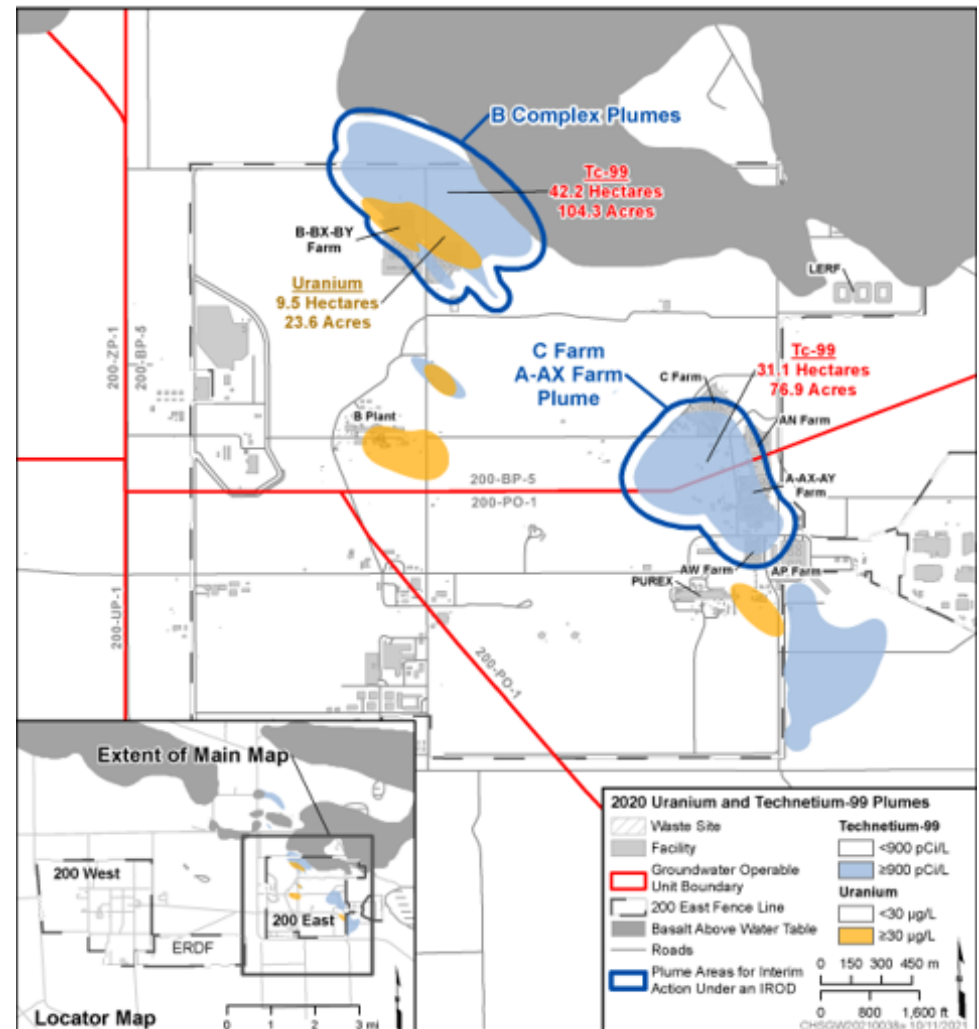 B Complex Plumes
Tc-99
42.2 Hectares
104.3 Acres
B-BX-BY
Farm
Uranium
9.5 Hectares
23.6 Acres
LERF
200-ZP-1
200-BP-5
C Farm
A-AX Farm
Plume
Tc-99
31.1 Hectares
76.9 Acres
C Farm
AN Farm
B Plant
A-AX-AY
Farm
200-BP-5
200-PO-1
AW Farm
AP Farm
PUREX
200-UP-1
200-PO-1
Extent of Main Map
200 West
200 East
ERDF
Locator Map
0 1 2 3 mi
2020 Uranium and Technetium-99 Plumes
Waste Site
Facility
Groundwater Operable
Unit Boundary
200 East Fence Line
Basalt Above Water Table
Roads
Plume Areas for Interim
Action Under an IROD
Technetium-99
<900 pCi/L
≥900 pCi/L
Uranium
<30 µg/L
≥30 µg/L
0 150 300 450 m
0 800 1,600 ft
CHSGW20210038a 10/11/2021